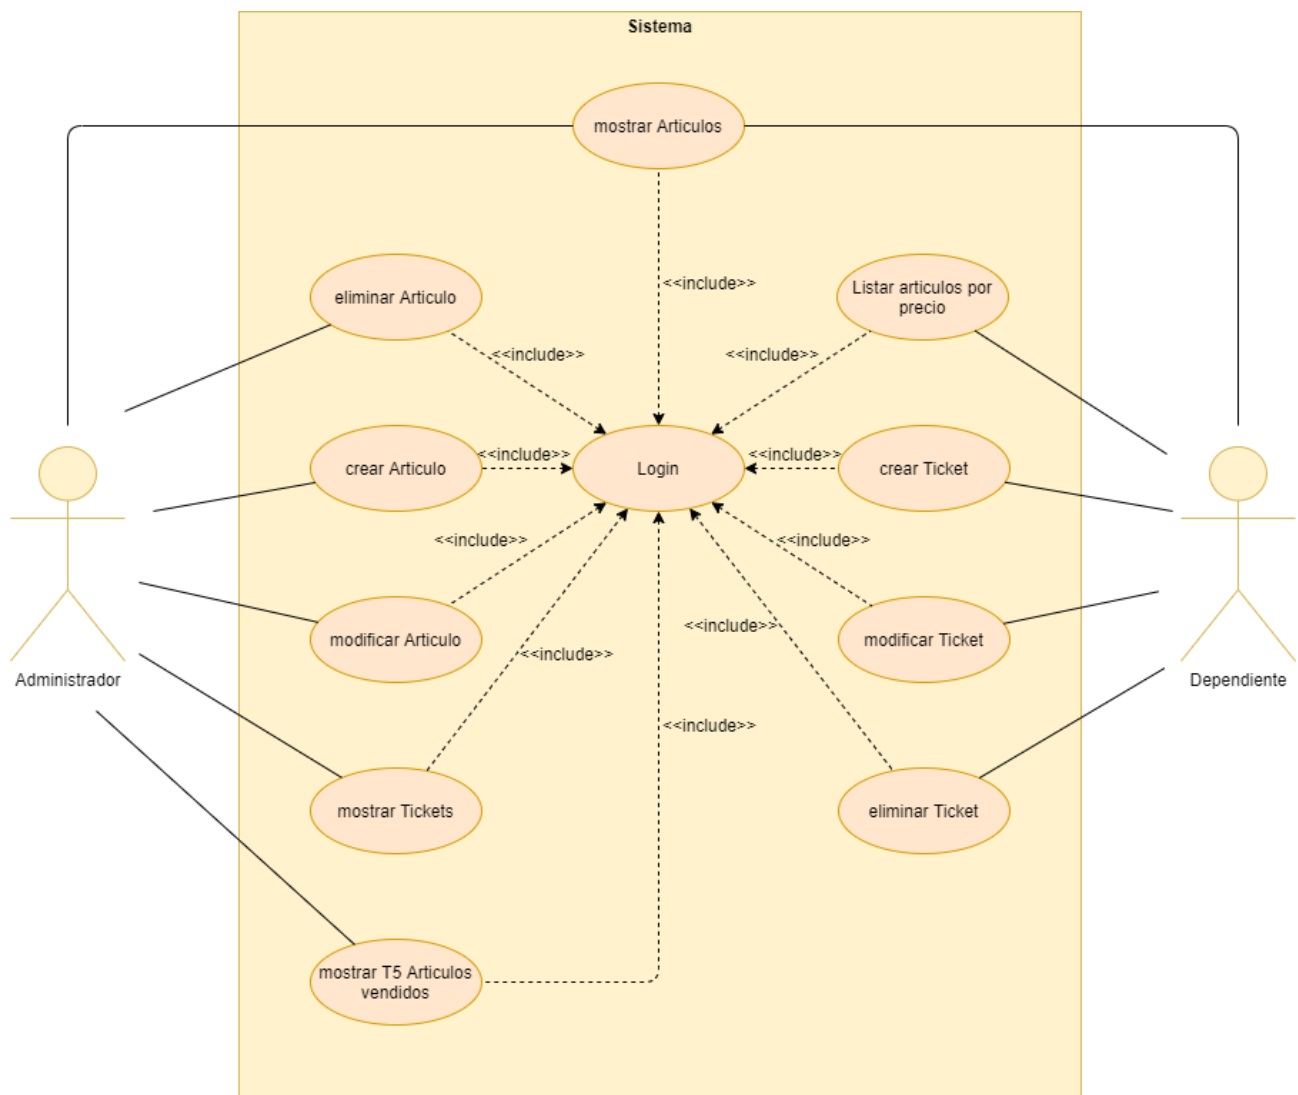 Sistema
mostrar Articulos
<<include>>
eliminar Articulo
Listar articulos por
precio
<<include>>
<<include>>
crear Articulo
<<include>>
Login
<<include>>
crear Ticket
<<include>>
<<include>>
modificar Articulo
<<include>>
<<include>>
modificar Ticket
Administrador
Dependiente
<<include>>
mostrar Tickets
eliminar Ticket
mostrar T5 Articulos
vendidos